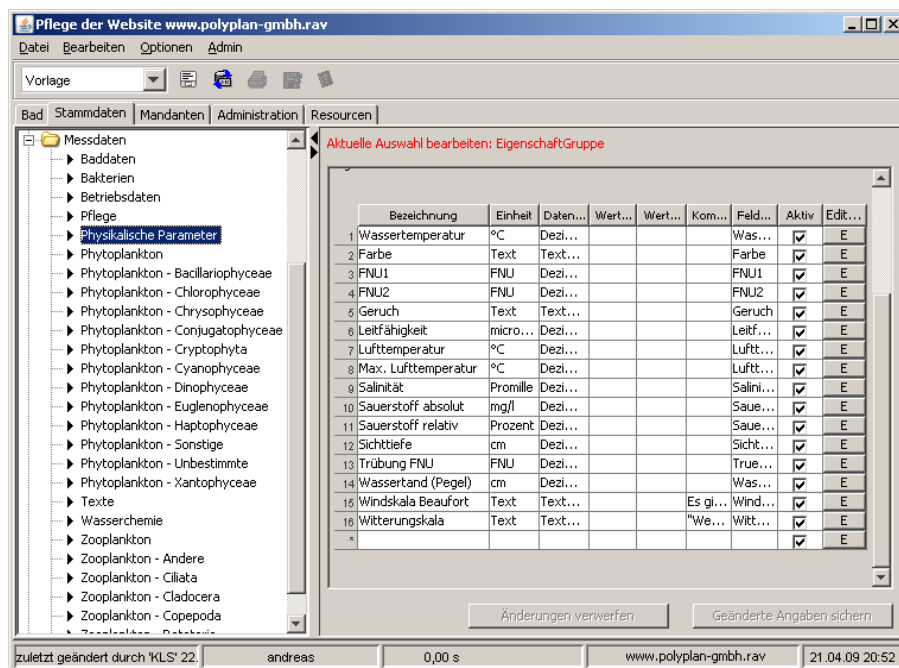 Pflege der Website www.polyplan-gmbh.rav
Datei Bearbeiten Optionen Admin
Vorlage
Bad Stammdaten Mandanten Administration Resourcen
Messdaten
Baddaten
Bakterien
Betriebsdaten
Pflege
Physikalische Parameter
Phytoplankton
Phytoplankton - Bacillariophyceae
Phytoplankton - Chlorophyceae
Phytoplankton - Chrysophyceae
Phytoplankton - Conjugatophyceae
Phytoplankton - Cryptophyta
Phytoplankton - Cyanophyceae
Phytoplankton - Dinophyceae
Phytoplankton - Euglenophyceae
Phytoplankton - Haptophyceae
Phytoplankton - Sonstige
Phytoplankton - Unbestimmte
Phytoplankton - Xantophyceae
Texte
Wasserchemie
Zooplankton
Zooplankton - Andere
Zooplankton - Ciliata
Zooplankton - Cladocera
Zooplankton - Copepoda
Aktuelle Auswahl bearbeiten: EigenschaftGruppe
Bezeichnung Einheit Daten... Wert... Wert... Kom... Feld... Aktiv Edit...
1 Wassertemperatur °C Dezi... Was... E
2 Farbe Text Text... Farbe E
3 FNU1 FNU Dezi... FNU1 E
4 FNU2 FNU Dezi... FNU2 E
5 Geruch Text Text... Geruch E
6 Leitfähigkeit micro... Dezi... Leitf... E
7 Lufttemperatur °C Dezi... Luftt... E
8 Max. Lufttemperatur °C Dezi... Luftt... E
9 Salinität Promille Dezi... Salini... E
10 Sauerstoff absolut mg/l Dezi... Saue... E
11 Sauerstoff relativ Prozent Dezi... Saue... E
12 Sichttiefe cm Dezi... Sicht... E
13 Trübung FNU FNU Dezi... True... E
14 Wassertand (Pegel) cm Dezi... Was... E
15 Windskala Beaufort Text Text... Es gi... Wind... E
16 Witterungskala Text Text... "We... Witt... E
* E
Änderungen verwerfen Geänderte Angaben sichern
zuletzt geändert durch 'KLS' 22. andreas 0,00 s www.polyplan-gmbh.rav 21.04.09 20:52